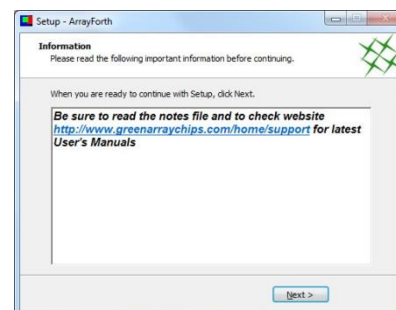 Setup - ArrayForth
Information
Please read the following important information before continuing.
When you are ready to continue with Setup, click Next.
Be sure to read the notes file and to check website
http://www.greenarraychips.com/home/support for latest
User's Manuals
Next >